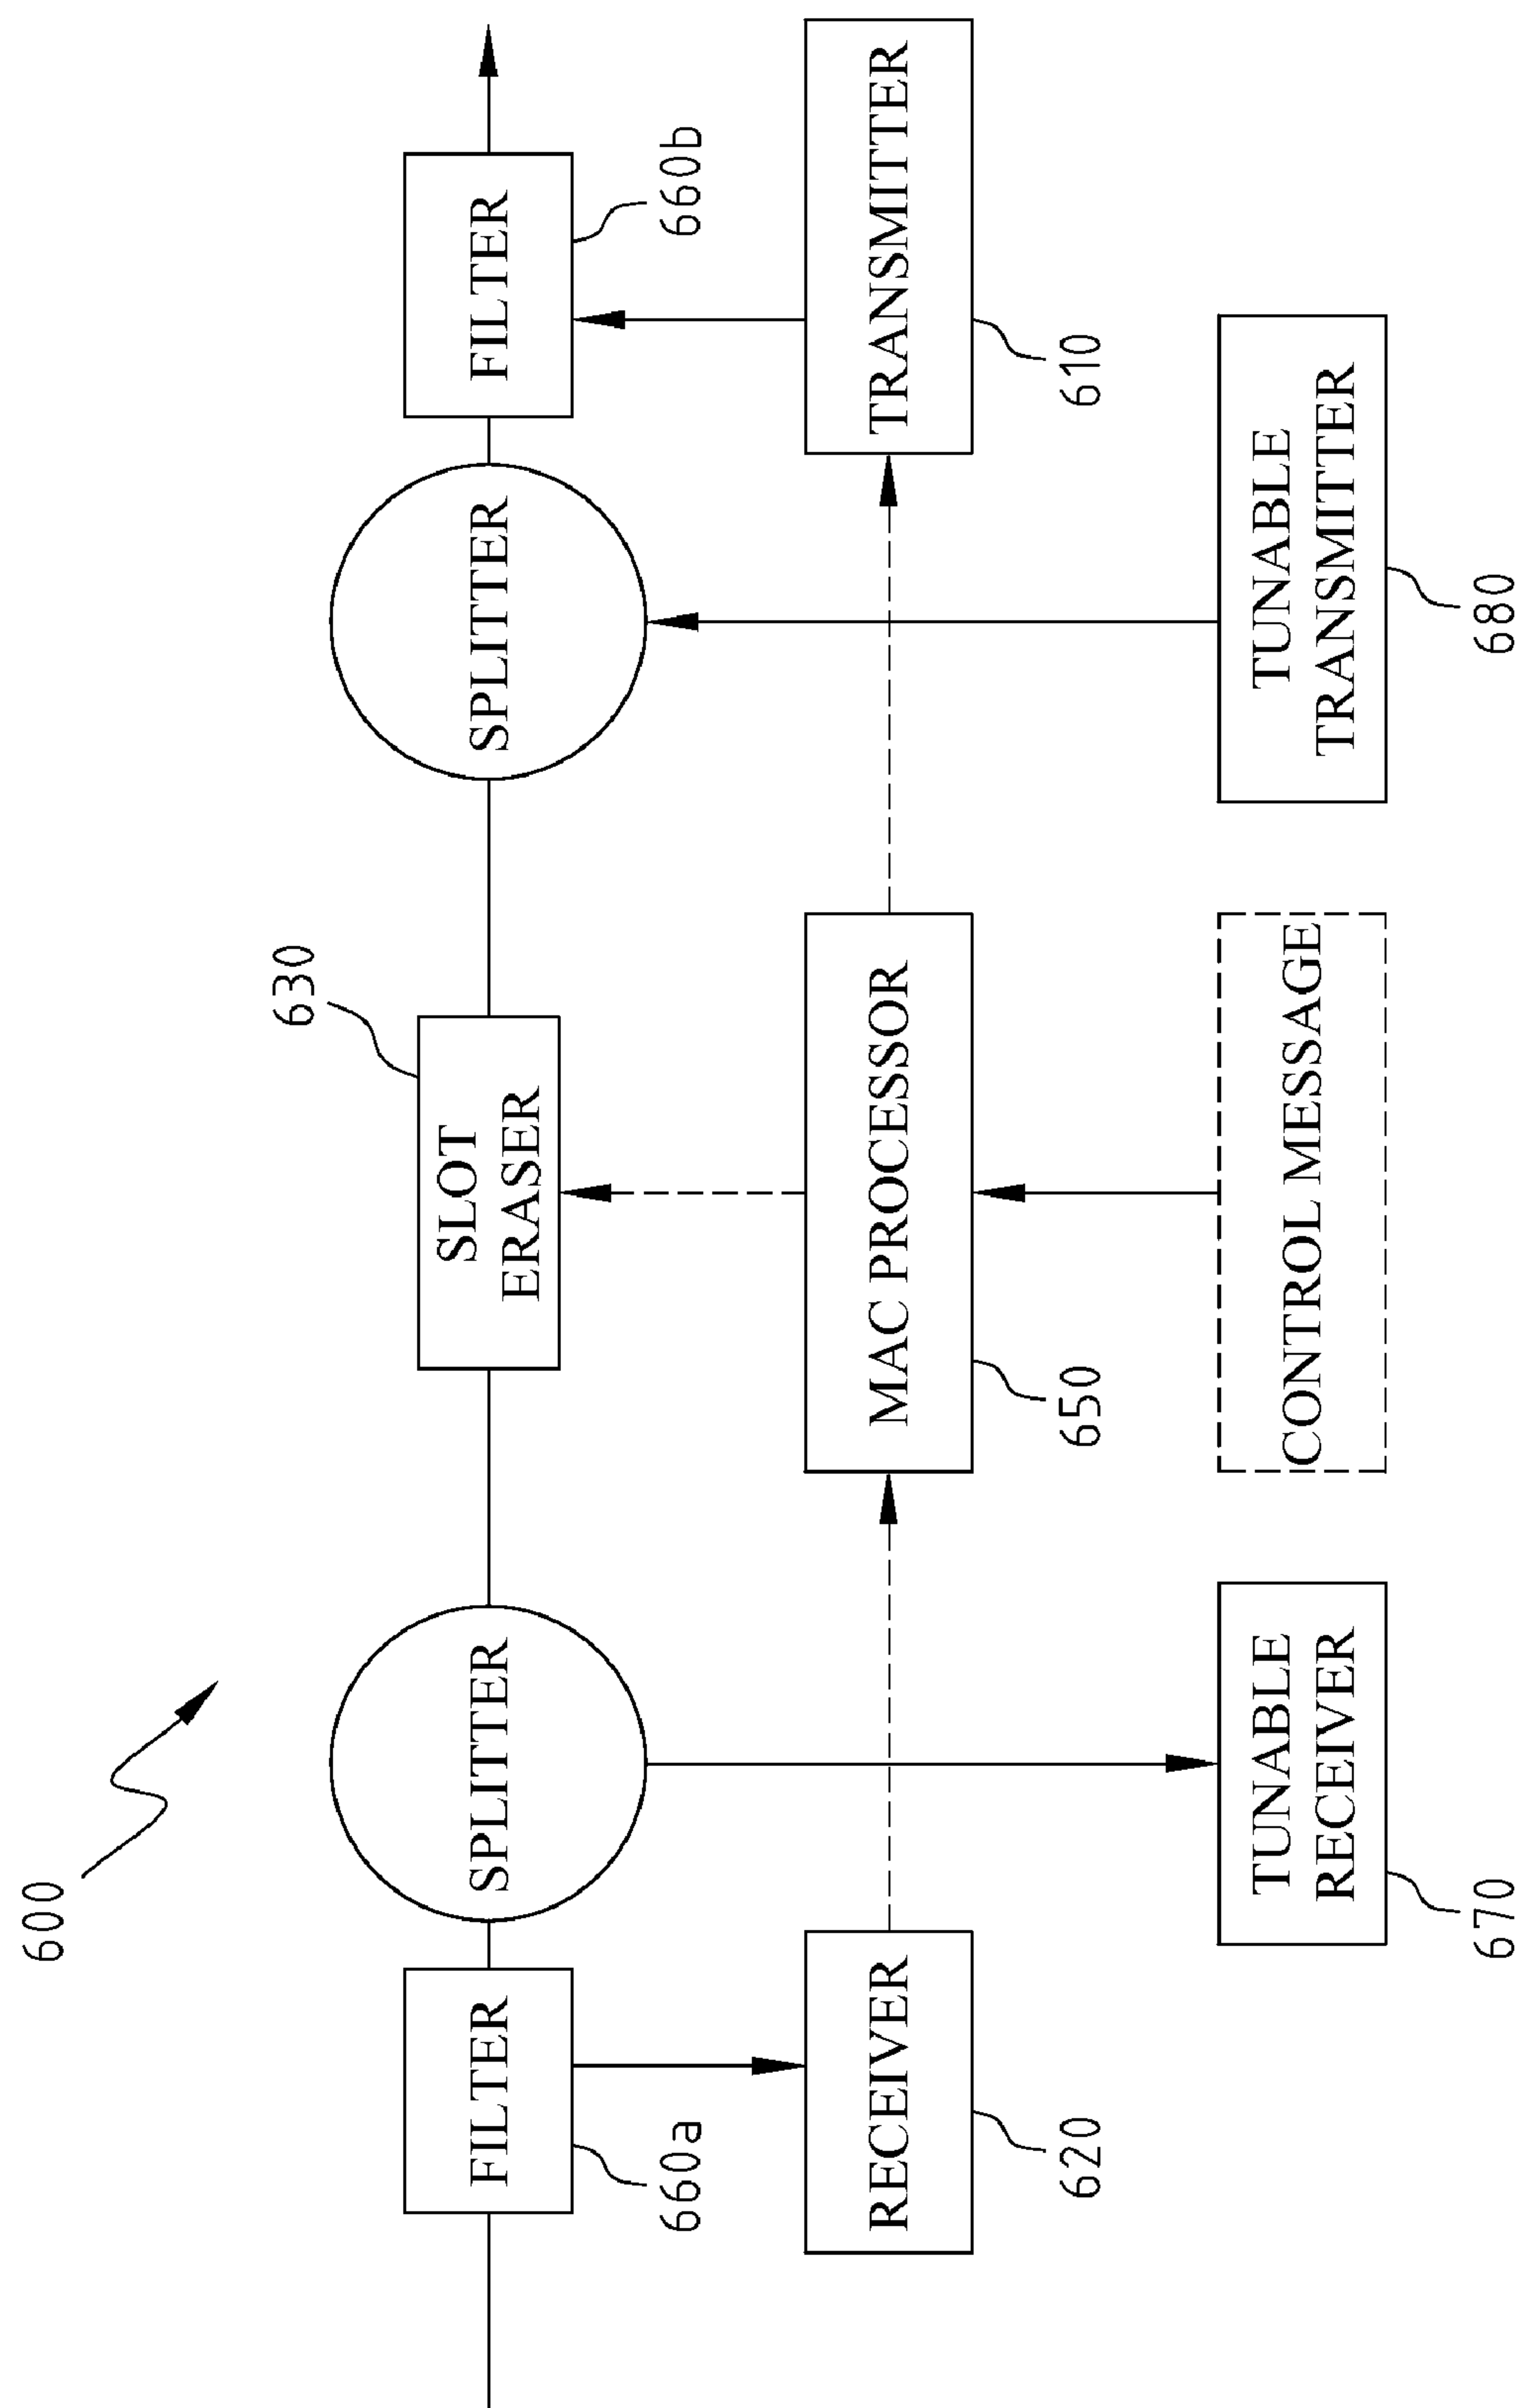 600
630
FILTER
SPLITTER
SLOT
ERASER
SPLITTER
FILTER
660a
660b
RECEIVER
MAC PROCESSOR
TRANSMITTER
620
650
610
TUNABLE
RECEIVER
CONTROL MESSAGE
TUNABLE
TRANSMITTER
670
680